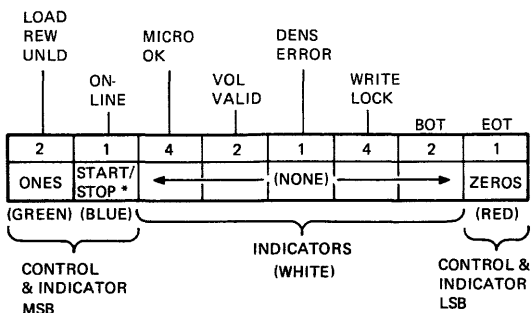 LOAD
REW
UNLD
ON-
LINE
MICRO
OK
VOL
VALID
DENS
ERROR
WRITE
LOCK
BOT
EOT
2 1 4 2 1 4 2 1
ONES START/
STOP * (NONE) ZEROS
(GREEN) (BLUE) (RED)
INDICATORS
(WHITE)
CONTROL
& INDICATOR
MSB
CONTROL &
INDICATOR
LSB